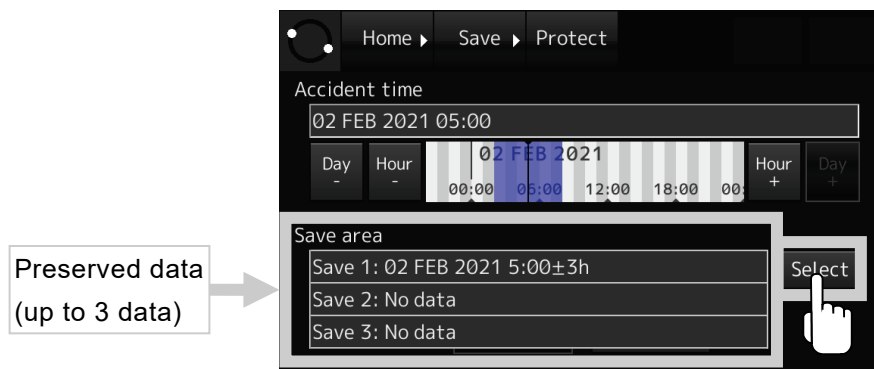 Home Save Protect
Accident time
02 FEB 2021 05:00
Day - Hour - 02 FEB 2021 Hour + Day +
00:00 06:00 12:00 18:00 00:
Save area
Save 1: 02 FEB 2021 5:00±3h
Save 2: No data
Save 3: No data
Select
Preserved data
(up to 3 data)